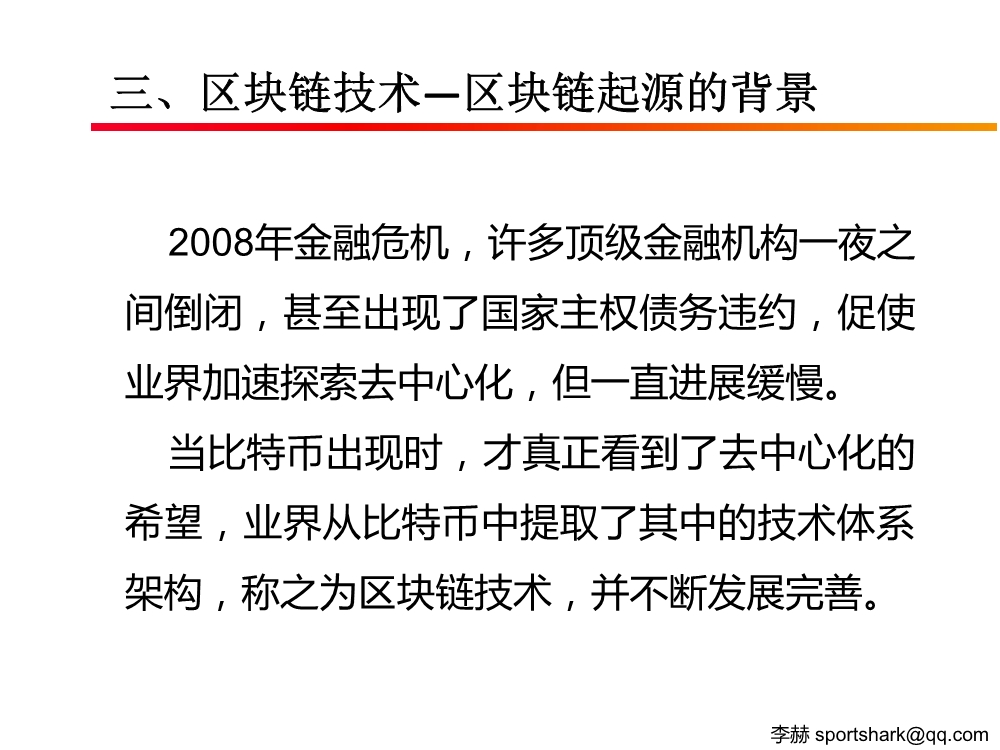 三、区块链技术—区块链起源的背景
2008年金融危机，许多顶级金融机构一夜之
间倒闭，甚至出现了国家主权债务违约，促使
业界加速探索去中心化，但一直进展缓慢。
当比特币出现时，才真正看到了去中心化的
希望，业界从比特币中提取了其中的技术体系
架构，称之为区块链技术，并不断发展完善。
李赫 sportshark@qq.com